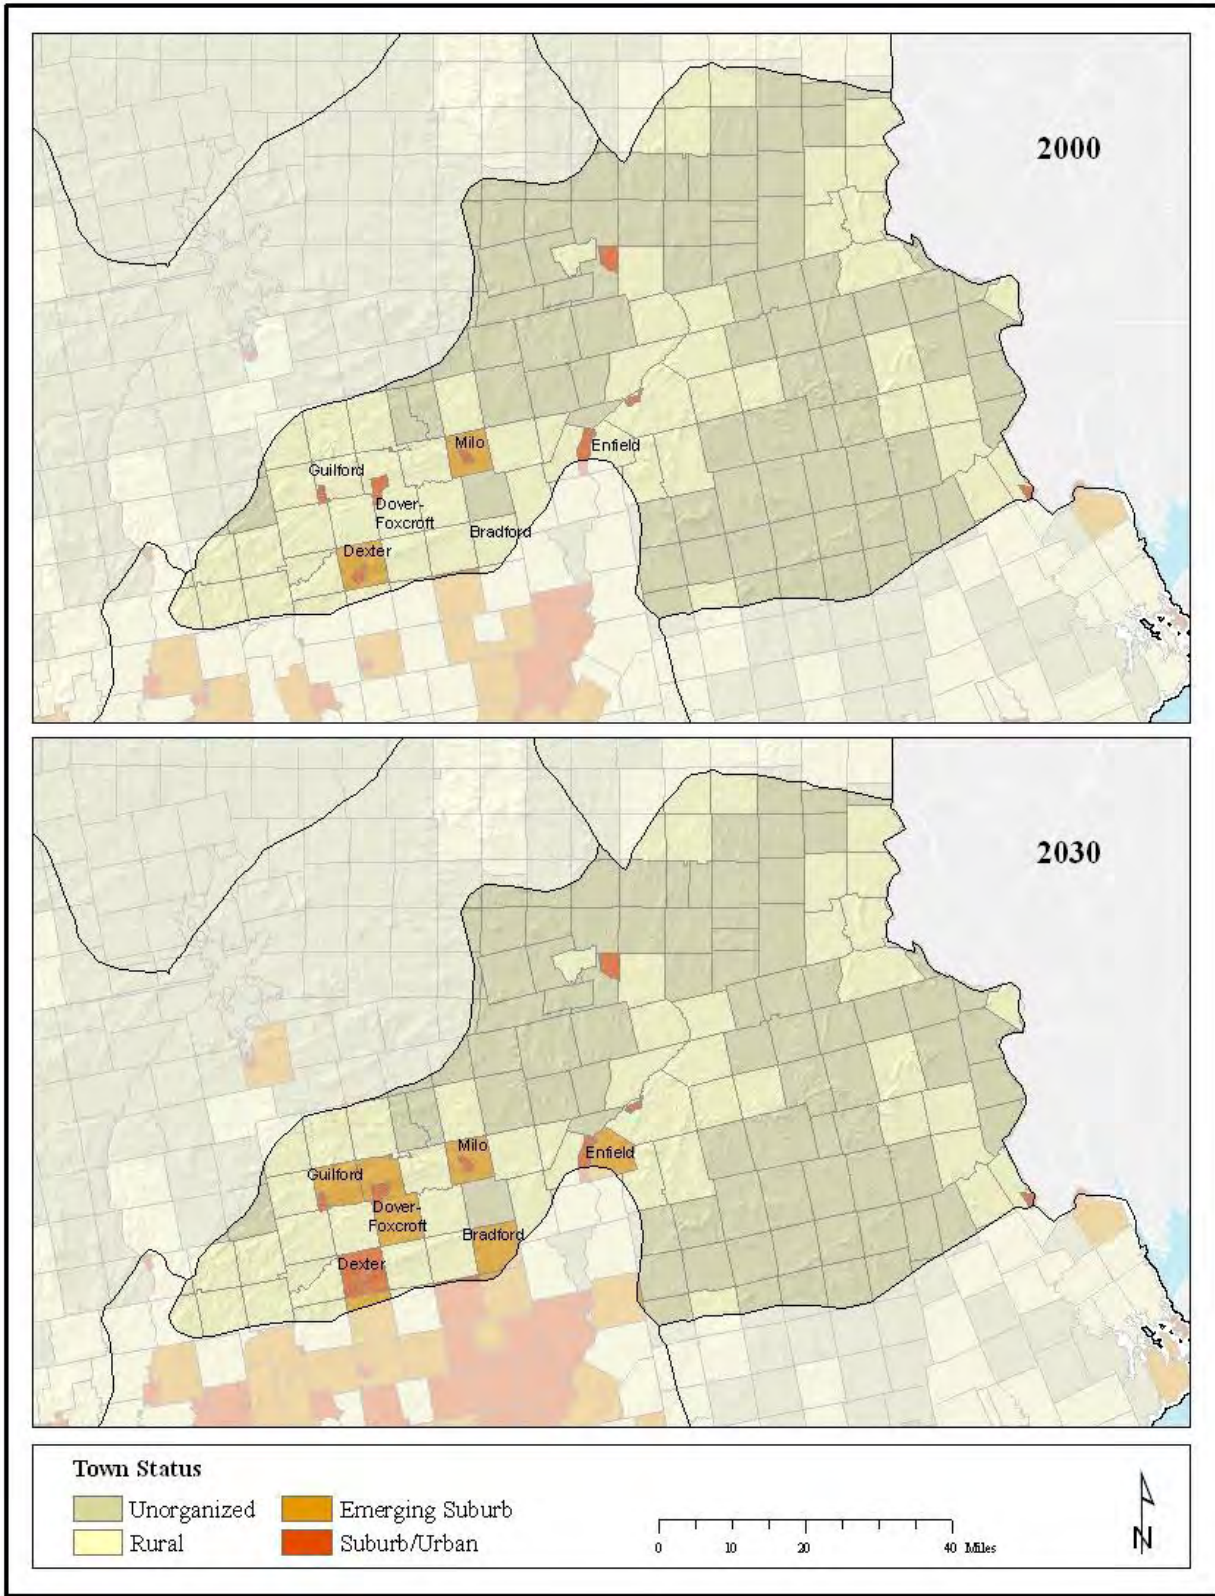 2000
Milo
Enfield
Guilford
Dover-
Foxcroft
Bradford
Dexter
2030
Milo
Enfield
Guilford
Dover-
Foxcroft
Bradford
Dexter
Town Status
Unorganized
Emerging Suburb
Rural
Suburb/Urban
0 10 20 40 Miles
N